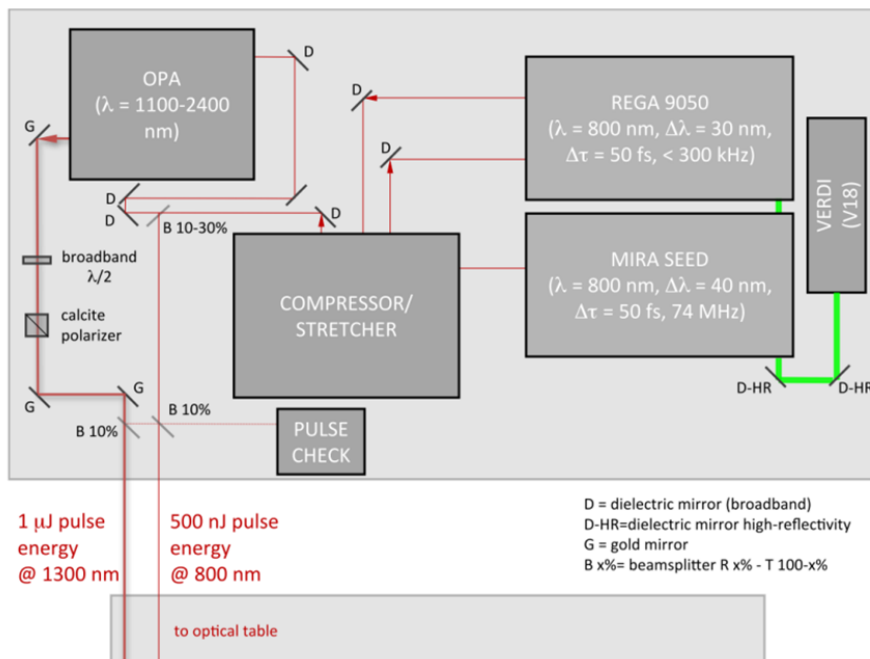 OPA
(λ = 1100-2400
nm)
D
G
D
D
B 10-30%
D
D
D
REGA 9050
(λ = 800 nm, Δλ = 30 nm,
Δτ = 50 fs, < 300 kHz)
VERDI
(V18)
MIRA SEED
(λ = 800 nm, Δλ = 40 nm,
Δτ = 50 fs, 74 MHz)
COMPRESSOR/
STRETCHER
broadband
λ/2
calcite
polarizer
D-HR
D-HR
G
G
B 10%
B 10%
PULSE
CHECK
1 μJ pulse
energy
@ 1300 nm
500 nJ pulse
energy
@ 800 nm
D = dielectric mirror (broadband)
D-HR=dielectric mirror high-reflectivity
G = gold mirror
B x%= beamsplitter R x% - T 100-x%
to optical table